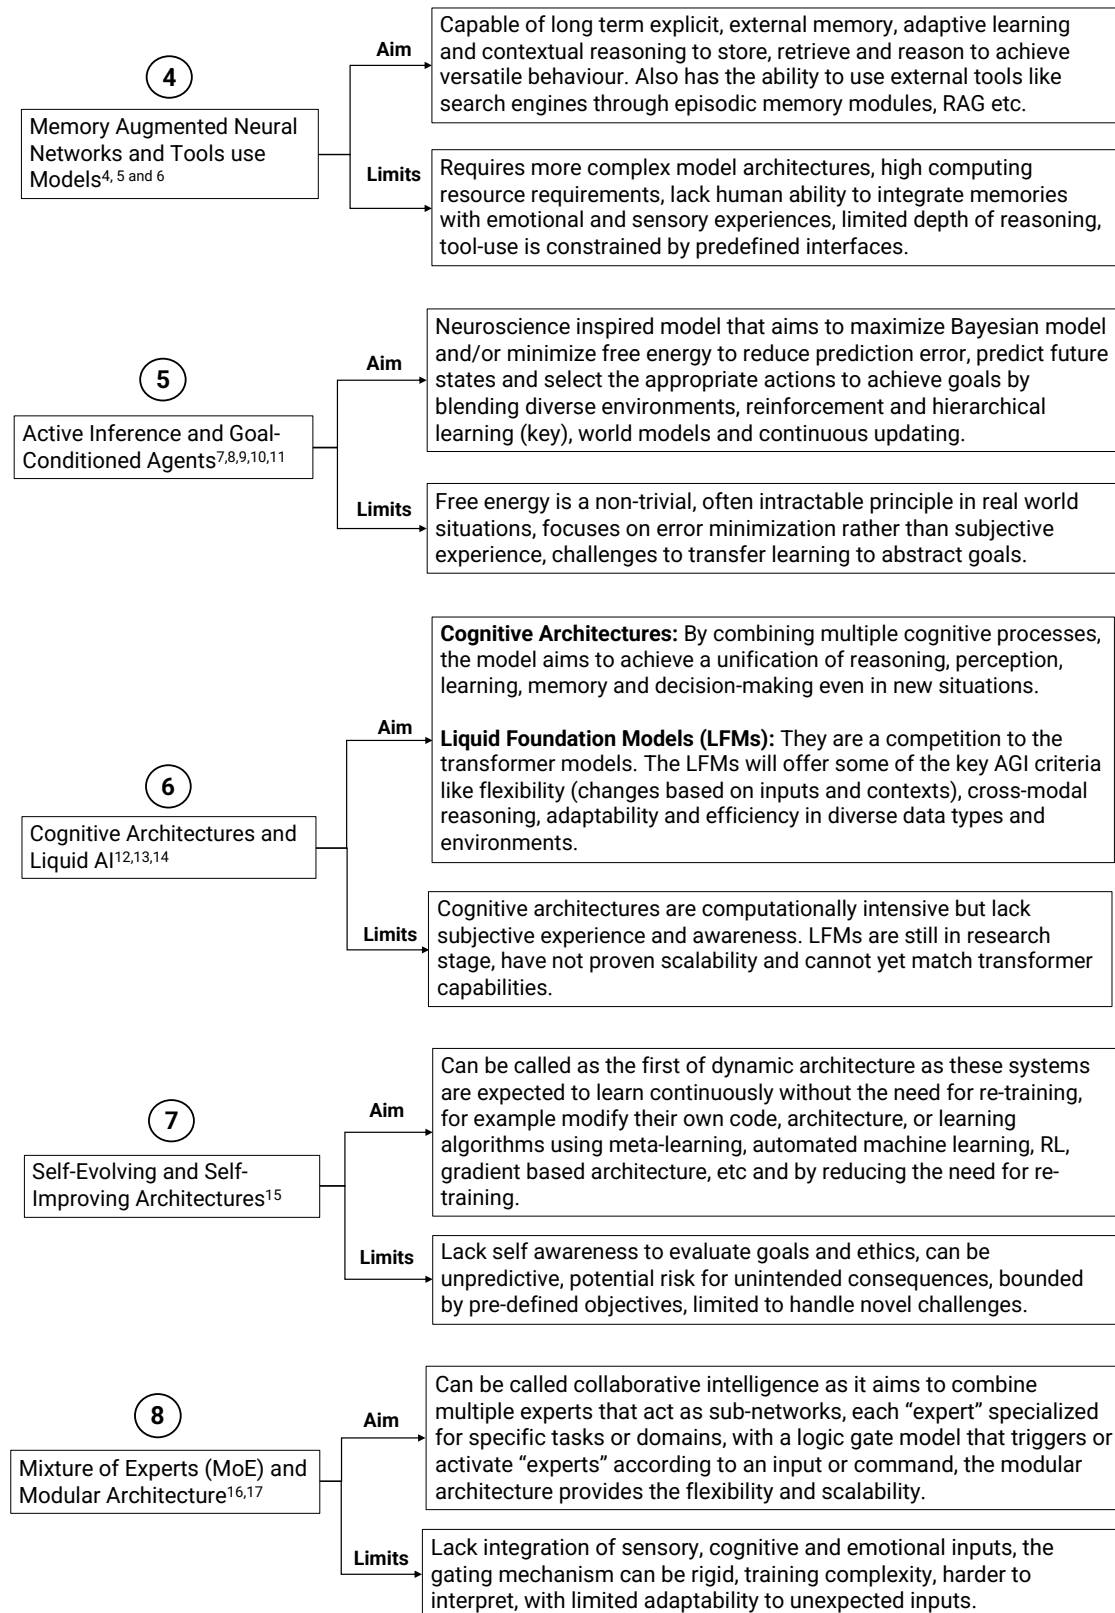 4
Memory Augmented Neural
Networks and Tools use
Models4, 5 and 6
Aim
Capable of long term explicit, external memory, adaptive learning
and contextual reasoning to store, retrieve and reason to achieve
versatile behaviour. Also has the ability to use external tools like
search engines through episodic memory modules, RAG etc.
Limits
Requires more complex model architectures, high computing
resource requirements, lack human ability to integrate memories
with emotional and sensory experiences, limited depth of reasoning,
tool-use is constrained by predefined interfaces.
5
Active Inference and Goal-
Conditioned Agents7,8,9,10,11
Aim
Neuroscience inspired model that aims to maximize Bayesian model
and/or minimize free energy to reduce prediction error, predict future
states and select the appropriate actions to achieve goals by
blending diverse environments, reinforcement and hierarchical
learning (key), world models and continuous updating.
Limits
Free energy is a non-trivial, often intractable principle in real world
situations, focuses on error minimization rather than subjective
experience, challenges to transfer learning to abstract goals.
6
Cognitive Architectures and
Liquid AI12,13,14
Aim
Cognitive Architectures: By combining multiple cognitive processes,
the model aims to achieve a unification of reasoning, perception,
learning, memory and decision-making even in new situations.
Liquid Foundation Models (LFMs): They are a competition to the
transformer models. The LFMs will offer some of the key AGI criteria
like flexibility (changes based on inputs and contexts), cross-modal
reasoning, adaptability and efficiency in diverse data types and
environments.
Limits
Cognitive architectures are computationally intensive but lack
subjective experience and awareness. LFMs are still in research
stage, have not proven scalability and cannot yet match transformer
capabilities.
7
Self-Evolving and Self-
Improving Architectures15
Aim
Can be called as the first of dynamic architecture as these systems
are expected to learn continuously without the need for re-training,
for example modify their own code, architecture, or learning
algorithms using meta-learning, automated machine learning, RL,
gradient based architecture, etc and by reducing the need for re-
training.
Limits
Lack self awareness to evaluate goals and ethics, can be
unpredictive, potential risk for unintended consequences, bounded
by pre-defined objectives, limited to handle novel challenges.
8
Mixture of Experts (MoE) and
Modular Architecture16,17
Aim
Can be called collaborative intelligence as it aims to combine
multiple experts that act as sub-networks, each “expert” specialized
for specific tasks or domains, with a logic gate model that triggers or
activate “experts” according to an input or command, the modular
architecture provides the flexibility and scalability.
Limits
Lack integration of sensory, cognitive and emotional inputs, the
gating mechanism can be rigid, training complexity, harder to
interpret, with limited adaptability to unexpected inputs.